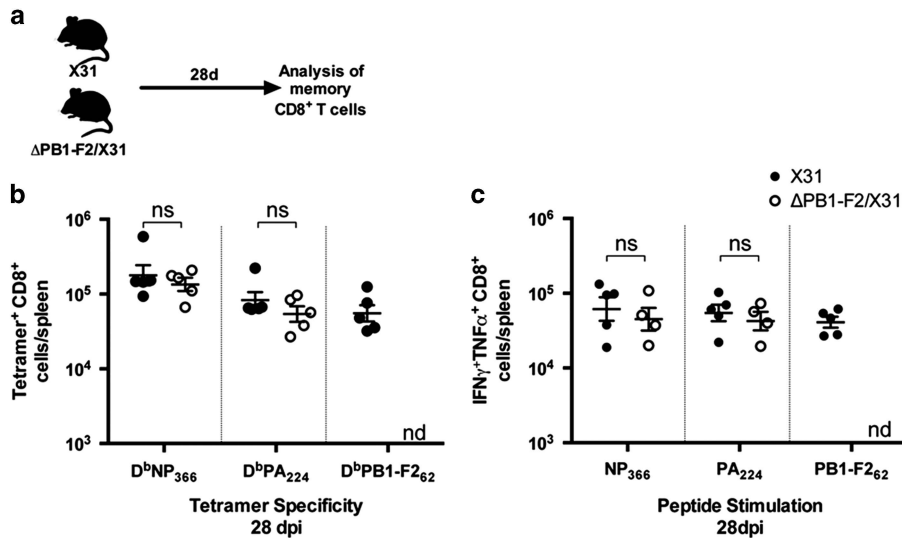 a
X31
ΔPB1-F2/X31
28d
Analysis of
memory
CD8⁺ T cells
b
Tetramer⁺ CD8⁺
cells/spleen
10⁶
10⁵
10⁴
10³
ns
ns
nd
DᵇNP₃₆₆
DᵇPA₂₂₄
DᵇPB1-F2₆₂
Tetramer Specificity
28 dpi
c
X31
ΔPB1-F2/X31
IFNγ⁺TNFα⁺ CD8⁺
cells/spleen
10⁶
10⁵
10⁴
10³
ns
ns
nd
NP₃₆₆
PA₂₂₄
PB1-F2₆₂
Peptide Stimulation
28dpi